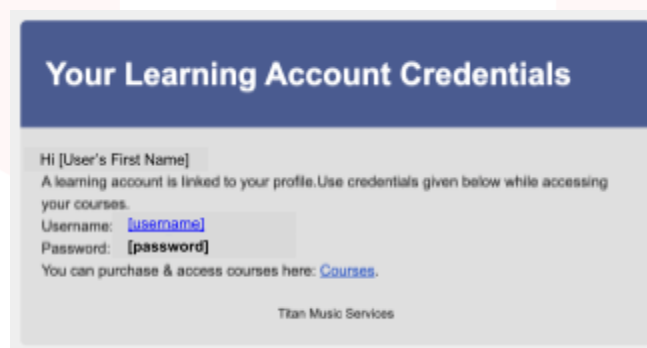 Your Learning Account Credentials
Hi [User's First Name]
A learning account is linked to your profile.Use credentials given below while accessing
your courses.
Username: [username]
Password: [password]
You can purchase & access courses here: Courses.
Titan Music Services